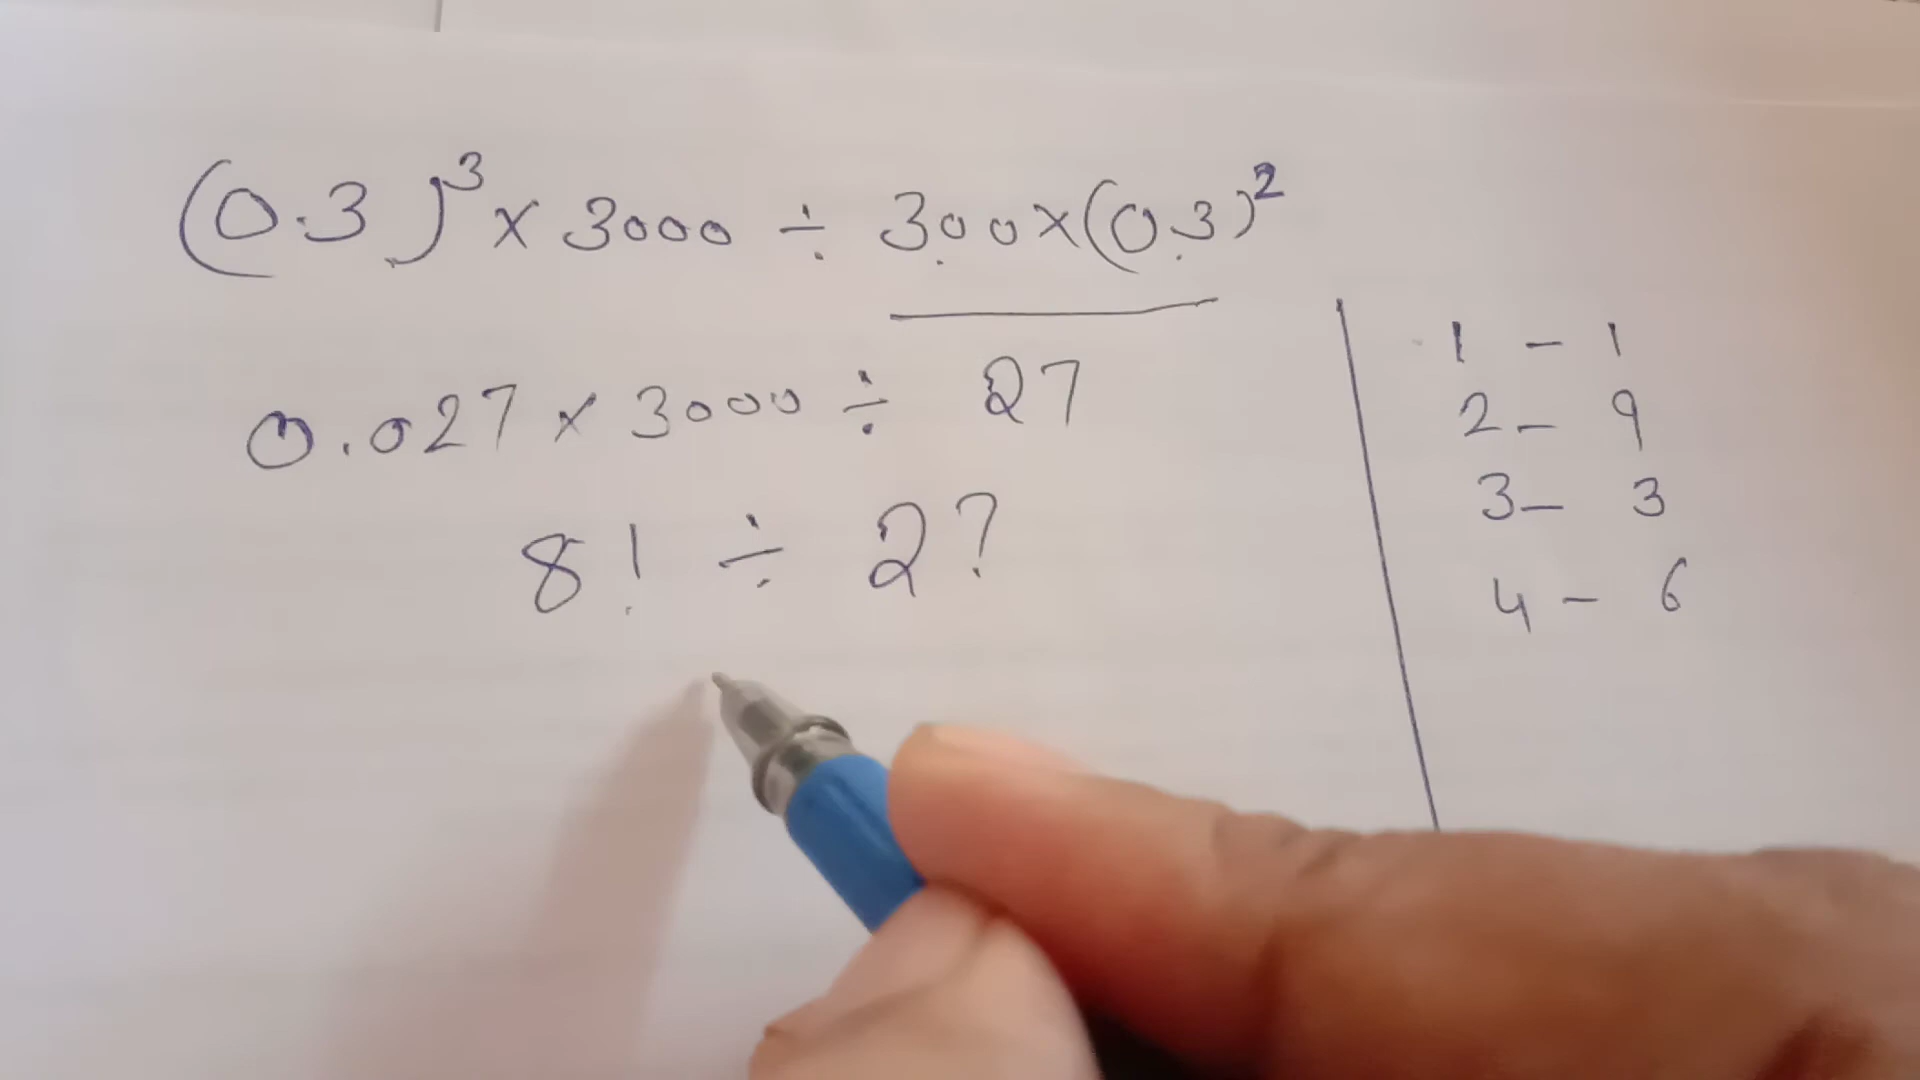 (0.3)³ × 3000 ÷ 300×(0.3)²
0.027 × 3000 ÷ 27
81 ÷ 27
1 - 1
2 - 9
3 - 3
4 - 6